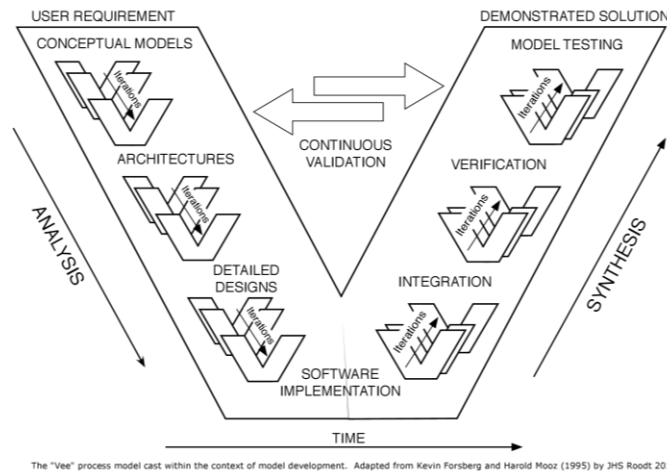 USER REQUIREMENT
DEMONSTRATED SOLUTION
CONCEPTUAL MODELS
MODEL TESTING
Iterations
Iterations
CONTINUOUS
VALIDATION
ARCHITECTURES
VERIFICATION
Iterations
Iterations
ANALYSIS
SYNTHESIS
DETAILED
DESIGNS
INTEGRATION
Iterations
Iterations
SOFTWARE
IMPLEMENTATION
TIME
The "Vee" process model cast within the context of model development. Adapted from Kevin Forsberg and Harold Mooz (1995) by JHS Roodt 20